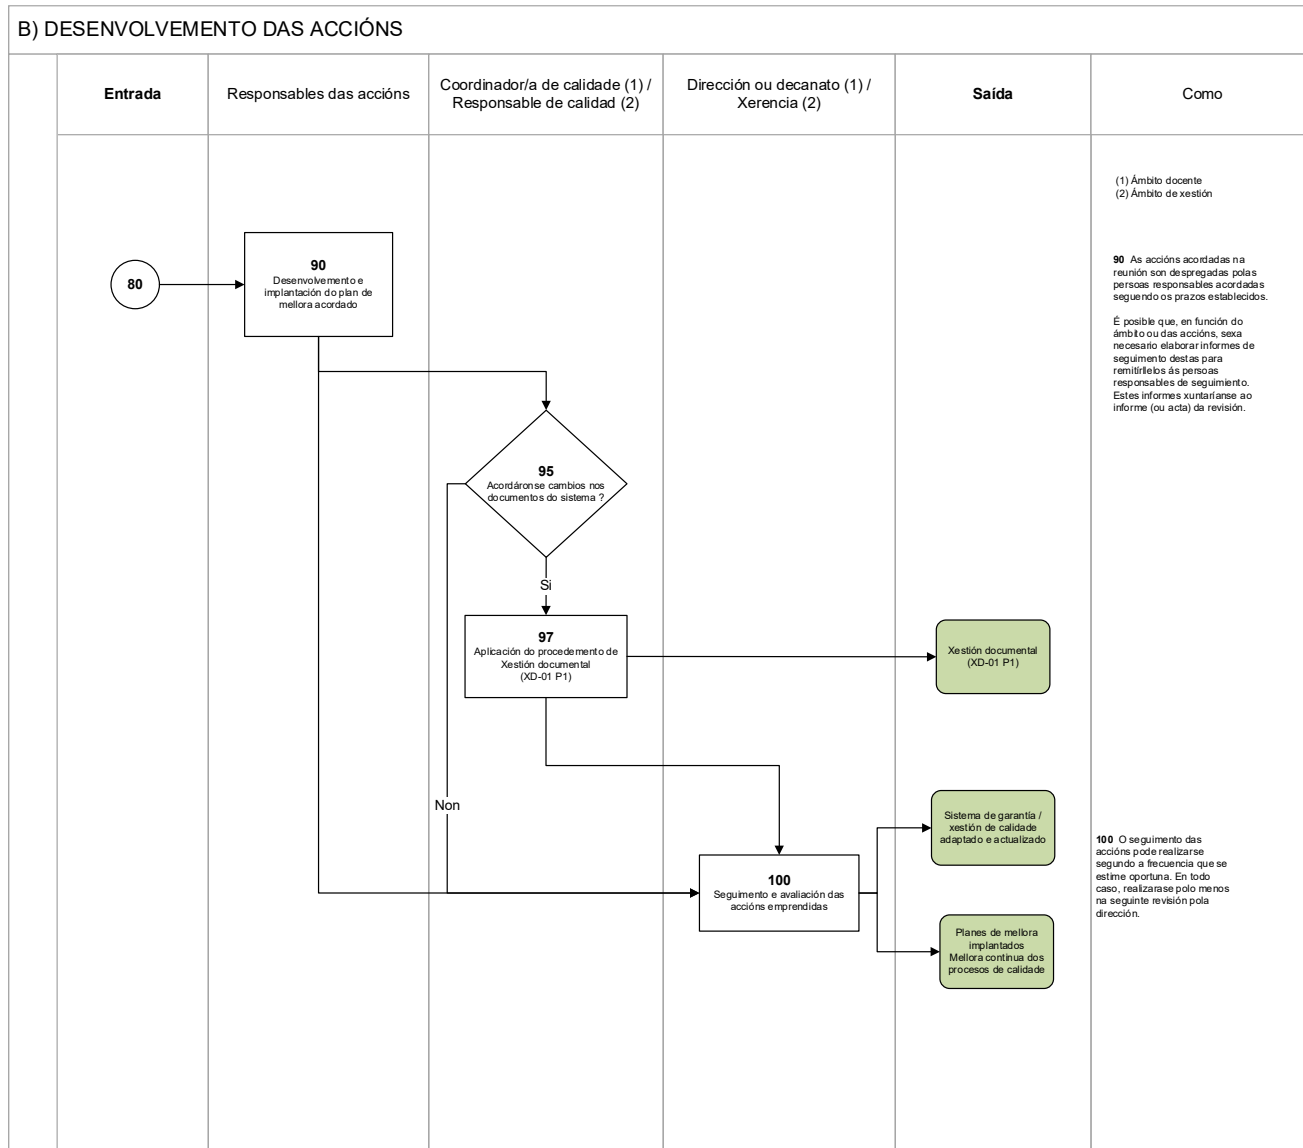 B) DESENVOLVEMENTO DAS ACCIÓNS
Entrada
Responsables das accións
Coordinador/a de calidade (1) /
Responsable de calidad (2)
Dirección ou decanato (1) /
Xerencia (2)
Saída
Como
(1) Ámbito docente
(2) Ámbito de xestión
80
90
Desenvolvemento e
implantación do plan de
mellora acordado
90 As accións acordadas na
reunión son despregadas polas
persoas responsables acordadas
seguendo os prazos establecidos.
É posible que, en función do
ámbito ou das accións, sexa
necesario elaborar informes de
seguimento destas para
remitírllelos ás persoas
responsables de seguimiento.
Estes informes xuntaríanse ao
informe (ou acta) da revisión.
95
Acordáronse cambios nos
documentos do sistema ?
Si
97
Aplicación do procedemento de
Xestión documental
(XD-01 P1)
Xestión documental
(XD-01 P1)
Non
Sistema de garantía /
xestión de calidade
adaptado e actualizado
100
Seguimento e avaliación das
accións emprendidas
100 O seguimento das
accións pode realizarse
segundo a frecuencia que se
estime oportuna. En todo
caso, realizarase polo menos
na seguinte revisión pola
dirección.
Planes de mellora
implantados
Mellora continua dos
procesos de calidade